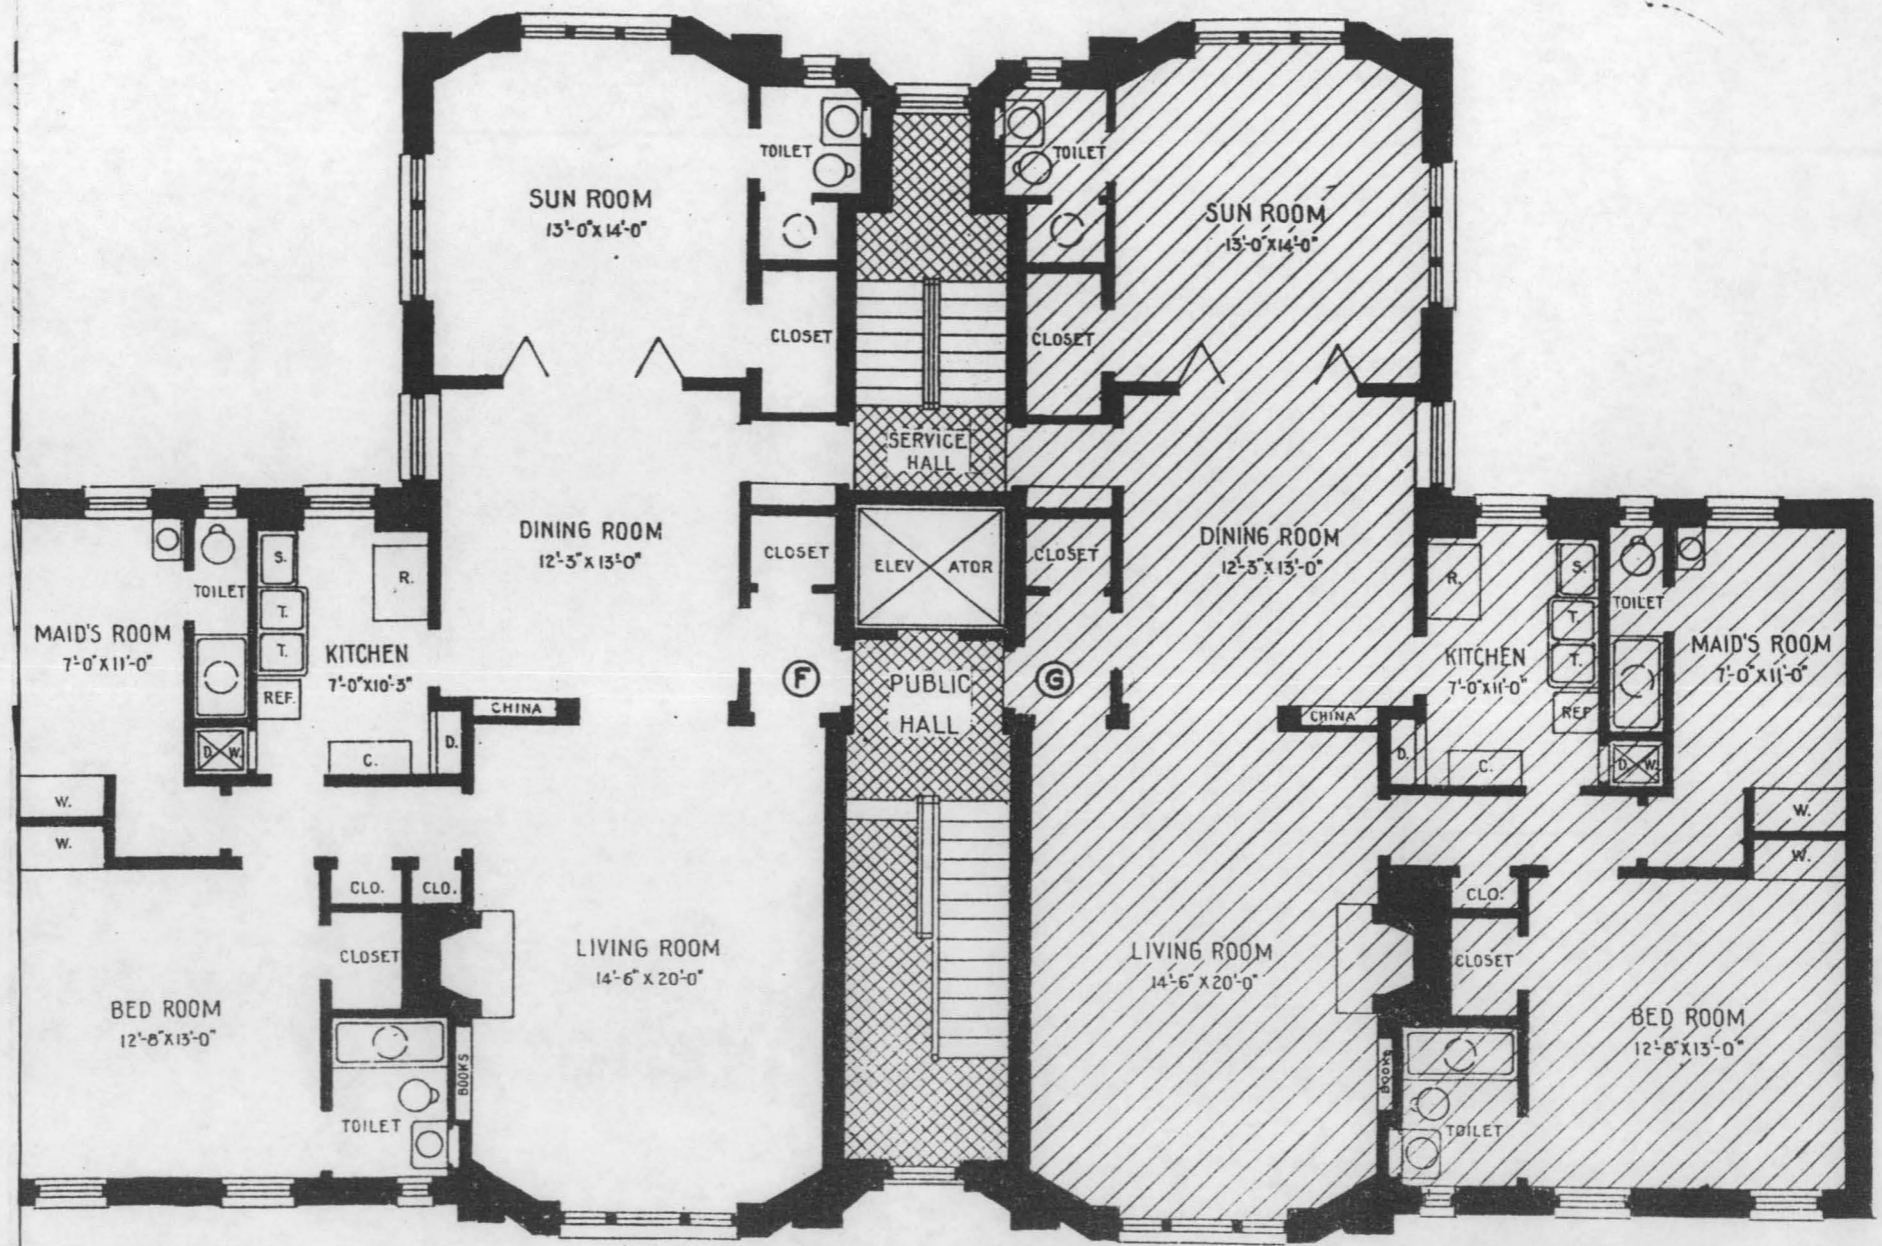 TOILET
TOILET
SUN ROOM
13'-0"X14'-0"
SUN ROOM
13'-0"X14'-0"
CLOSET
CLOSET
SERVICE
HALL
DINING ROOM
12'-3"X13'-0"
CLOSET
ELEV ATOR
CLOSET
DINING ROOM
12'-3"X13'-0"
MAID'S ROOM
7'-0"X11'-0"
TOILET
S.
T.
T.
REF.
R.
KITCHEN
7'-0"X10'-3"
D.W.
C.
D.
CHINA
F
PUBLIC
HALL
G
CHINA
R.
KITCHEN
7'-0"X11'-0"
S.
T.
T.
REF
D.
C.
TOILET
D.W.
MAID'S ROOM
7'-0"X11'-0"
W.
W.
W.
W.
CLO.
CLO.
CLOSET
LIVING ROOM
14'-6" X 20'-0"
LIVING ROOM
14'-6" X 20'-0"
CLO.
CLOSET
BED ROOM
12'-8"X13'-0"
BED ROOM
12'-8"X13'-0"
BOOKS
BOOKS
TOILET
TOILET